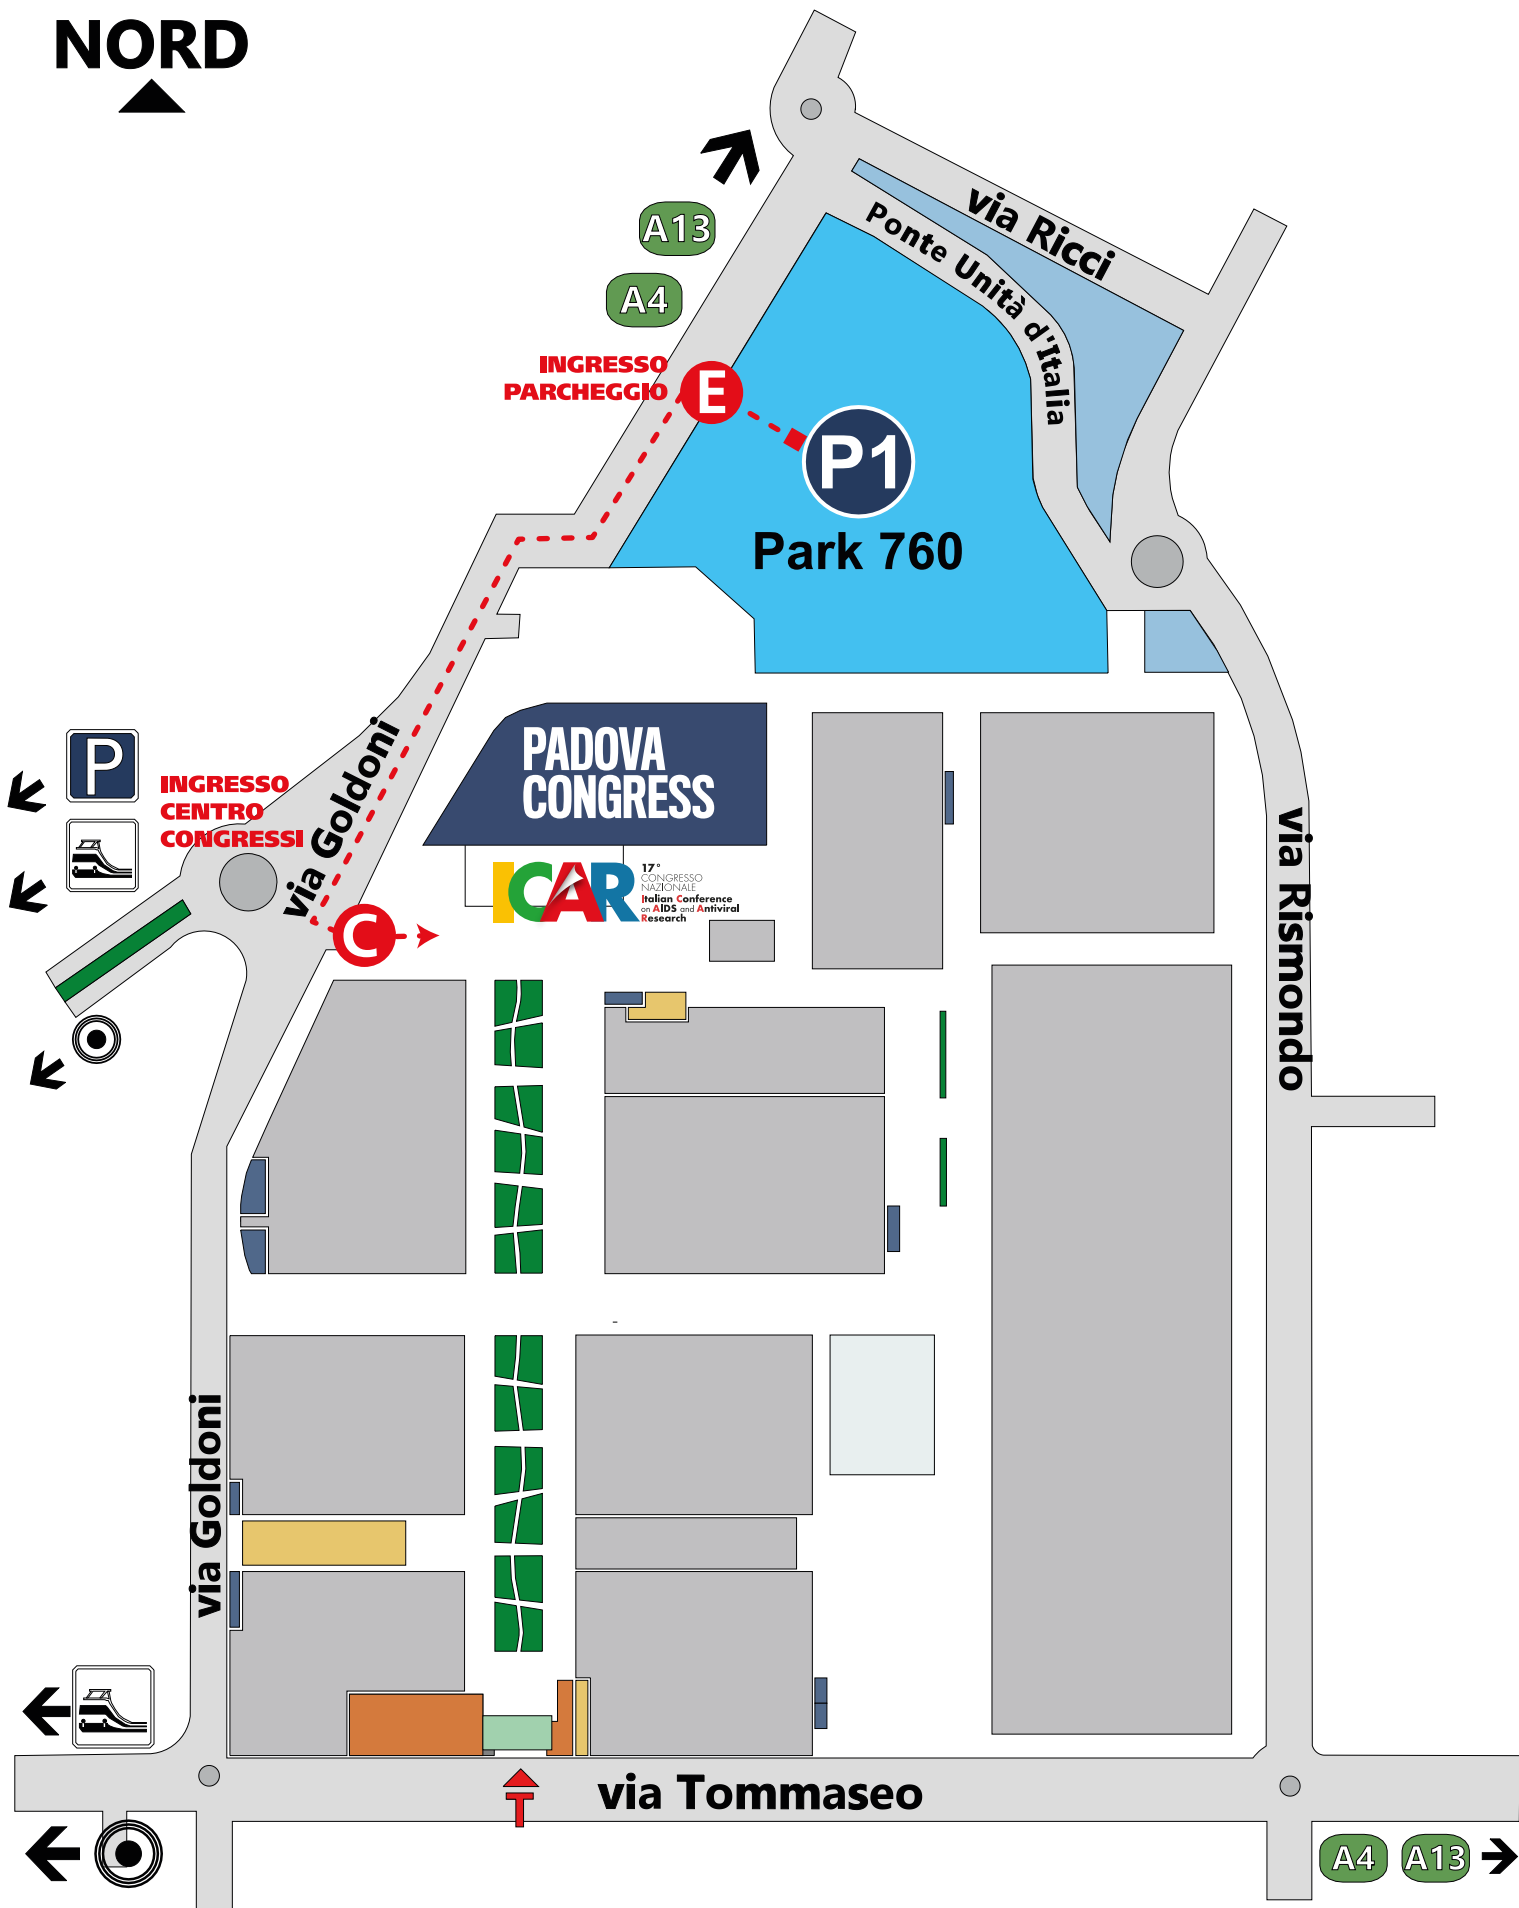 NORD
via Ricci
Ponte Unità d'Italia
A13
A4
INGRESSO
PARCHEGGIO
E
P1
Park 760
PADOVA
CONGRESS
P
INGRESSO
CENTRO
CONGRESSI
via Goldoni
C
ICAR
17°
CONGRESSO
NAZIONALE
Italian Conference
on AIDS and Antiviral
Research
via Rismondo
via Goldoni
T
via Tommaseo
A4
A13